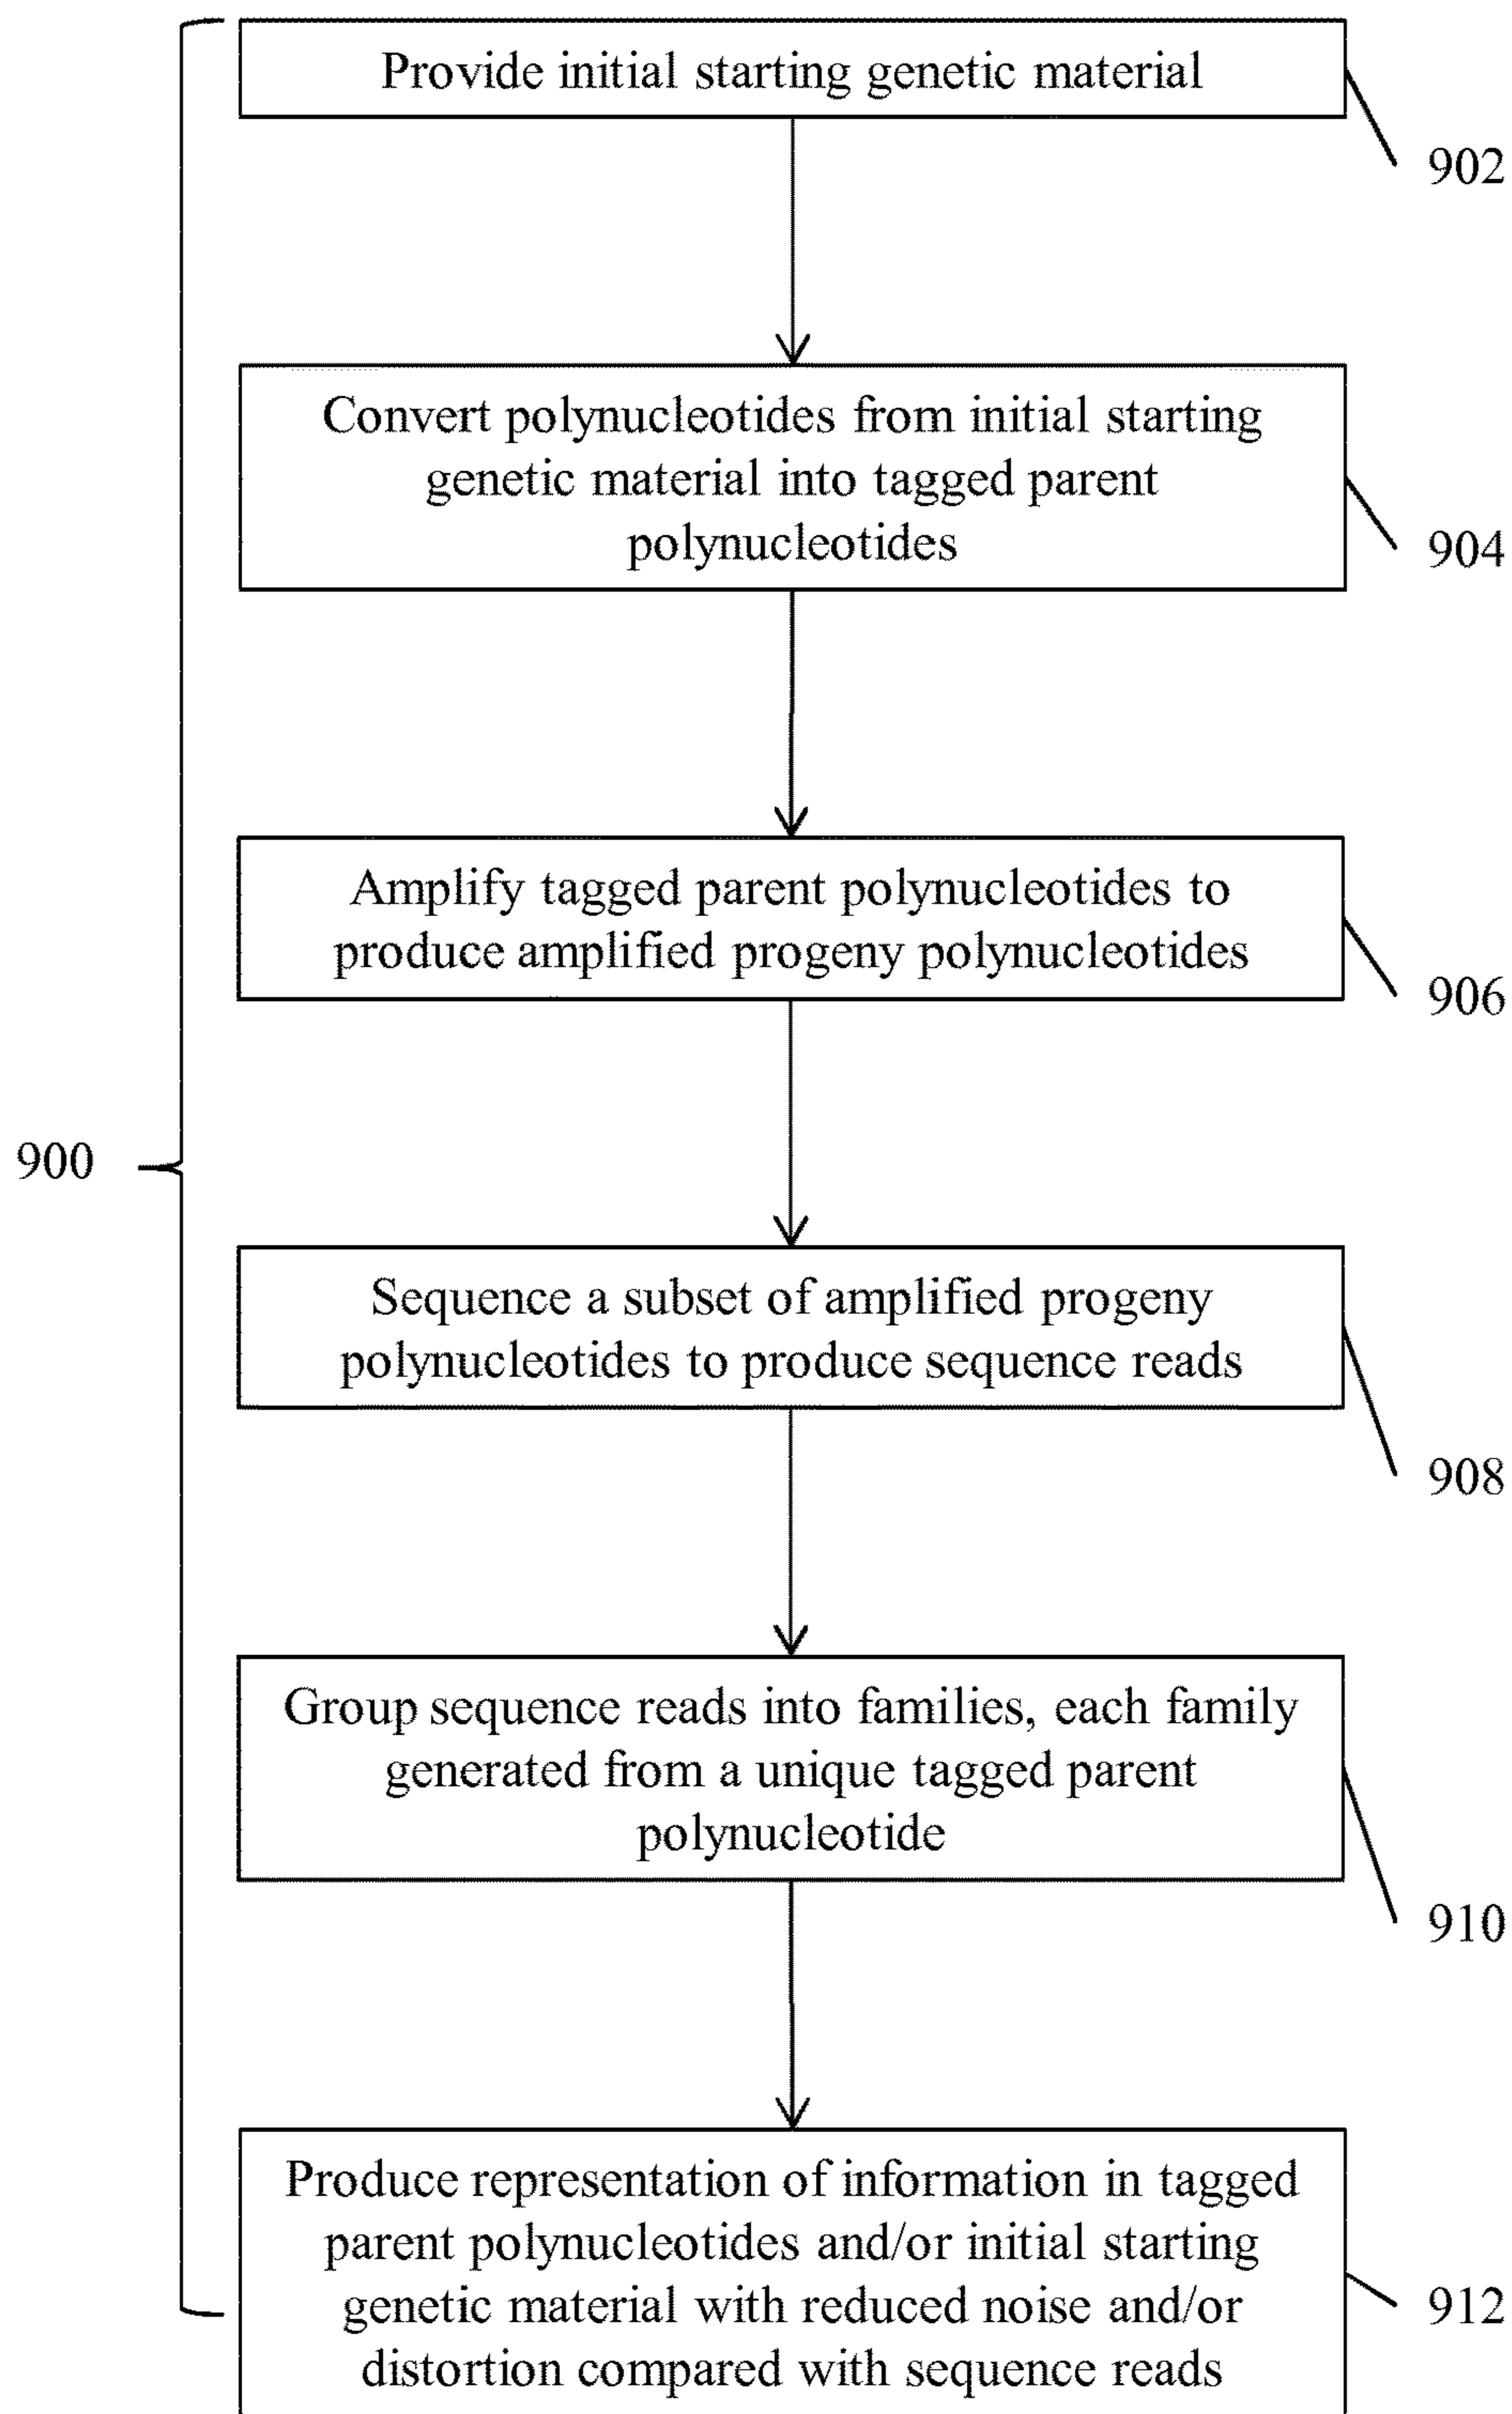 Provide initial starting genetic material
902
Convert polynucleotides from initial starting
genetic material into tagged parent
polynucleotides
904
Amplify tagged parent polynucleotides to
produce amplified progeny polynucleotides
906
900
Sequence a subset of amplified progeny
polynucleotides to produce sequence reads
908
Group sequence reads into families, each family
generated from a unique tagged parent
polynucleotide
910
Produce representation of information in tagged
parent polynucleotides and/or initial starting
genetic material with reduced noise and/or
distortion compared with sequence reads
912